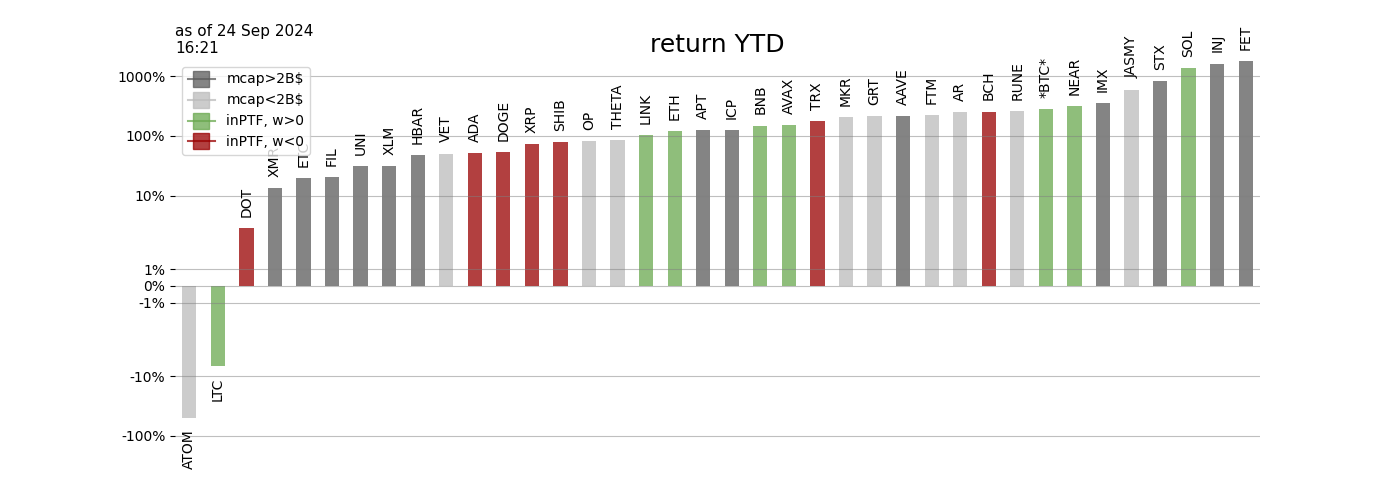 as of 24 Sep 2024
16:21
return YTD
mcap>2B$
mcap<2B$
inPTF, w>0
inPTF, w<0
1000%
100%
10%
1%
0%
-1%
-10%
-100%
ATOM
LTC
DOT
XMR
ETC
FIL
UNI
XLM
HBAR
VET
ADA
DOGE
XRP
SHIB
OP
THETA
LINK
ETH
APT
ICP
BNB
AVAX
TRX
MKR
GRT
AAVE
FTM
AR
BCH
RUNE
*BTC*
NEAR
IMX
JASMY
STX
SOL
INJ
FET